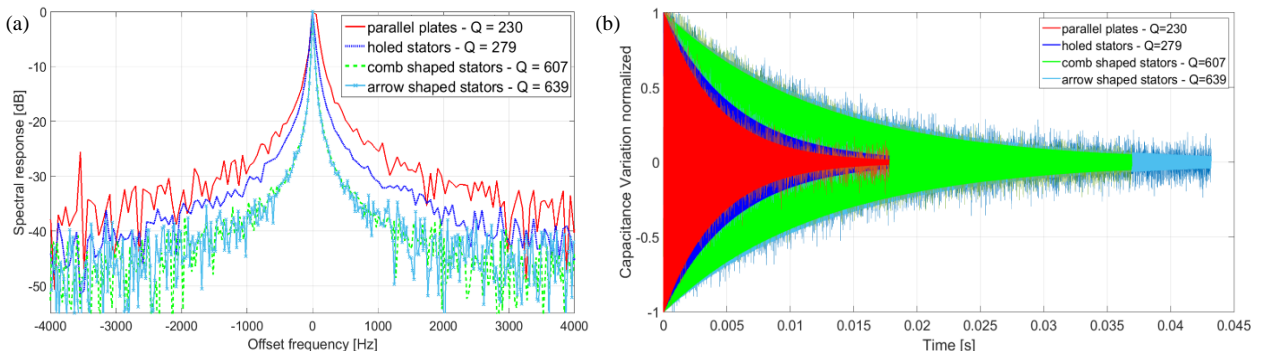 (a)
Spectral response [dB]
0
-10
-20
-30
-40
-50
-4000 -3000 -2000 -1000 0 1000 2000 3000 4000
Offset frequency [Hz]
parallel plates - Q = 230
holed stators - Q = 279
comb shaped stators - Q = 607
arrow shaped stators - Q = 639
(b)
Capacitance Variation normalized
1
0.5
0
-0.5
-1
0 0.005 0.01 0.015 0.02 0.025 0.03 0.035 0.04 0.045
Time [s]
parallel plates - Q=230
holed stators - Q=279
comb shaped stators - Q=607
arrow shaped stators - Q=639